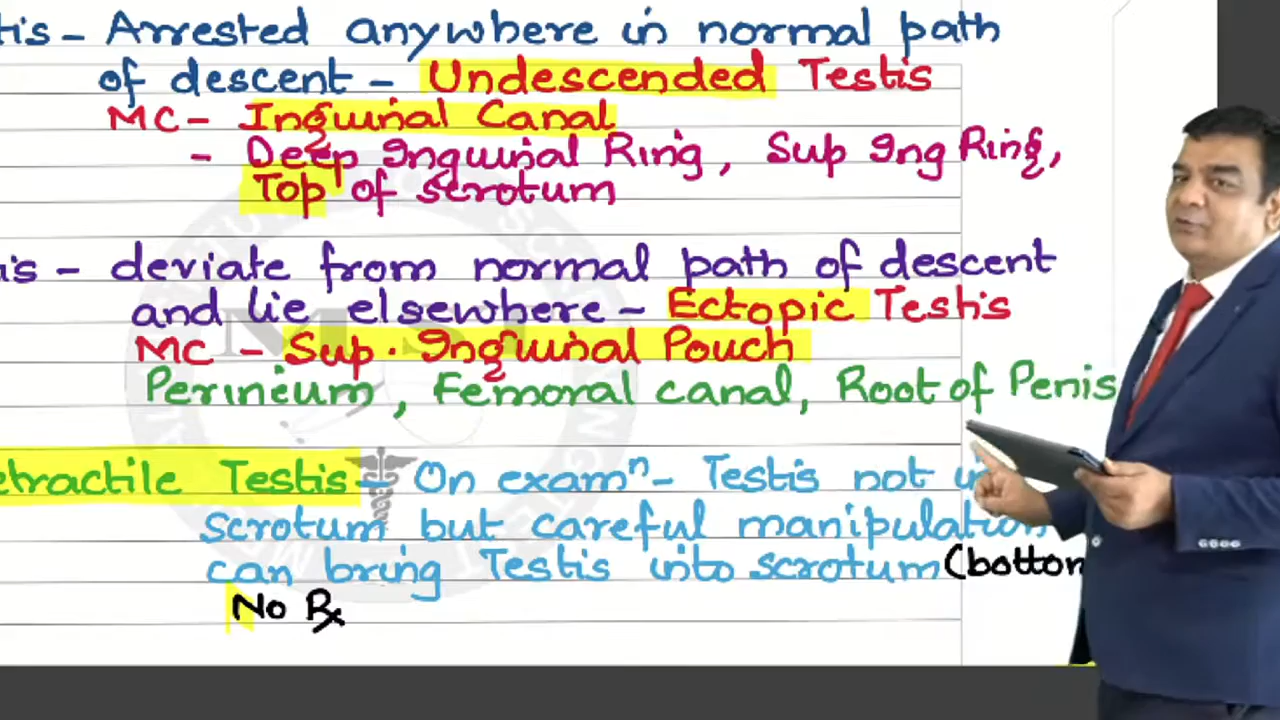 tis - Arrested anywhere in normal path
of descent - Undescended Testis
MC - Inguinal Canal
- Deep Inguinal Ring, Sup Ing Ring,
Top of scrotum
is - deviate from normal path of descent
and lie elsewhere - Ectopic Testis
MC - Sup. Inguinal Pouch
Perineum, Femoral canal, Root of Penis
etractile Testis - On examⁿ - Testis not in
scrotum but careful manipulation
can bring Testis into scrotum (bottom
No Rx